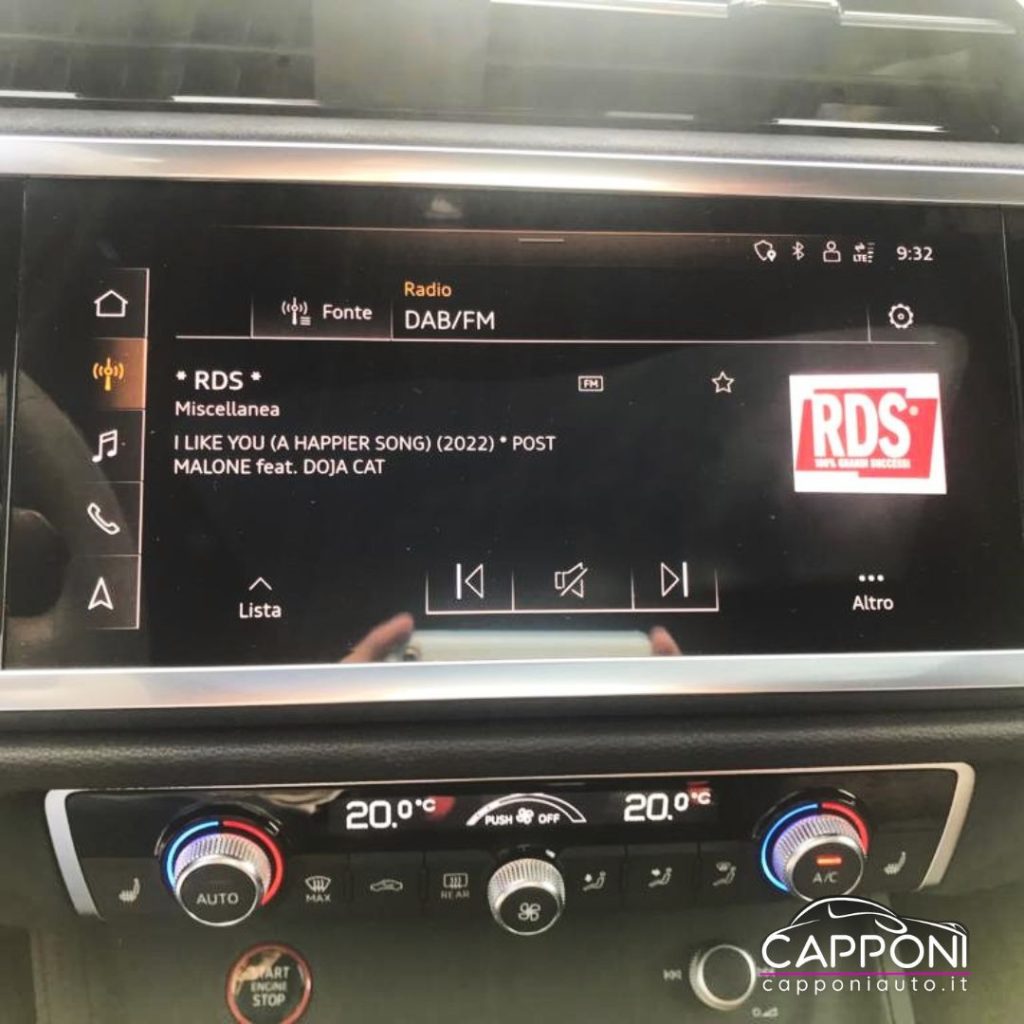 LTE 9:32
Radio
Fonte DAB/FM
* RDS * FM
Miscellanea
I LIKE YOU (A HAPPIER SONG) (2022) * POST
MALONE feat. DOJA CAT
RDS
100% GRANDI SUCCESSI
Lista Altro
20.0°C PUSH OFF 20.0°C
AUTO MAX REAR A/C
START
ENGINE
STOP
CAPPONI
capponiauto.it